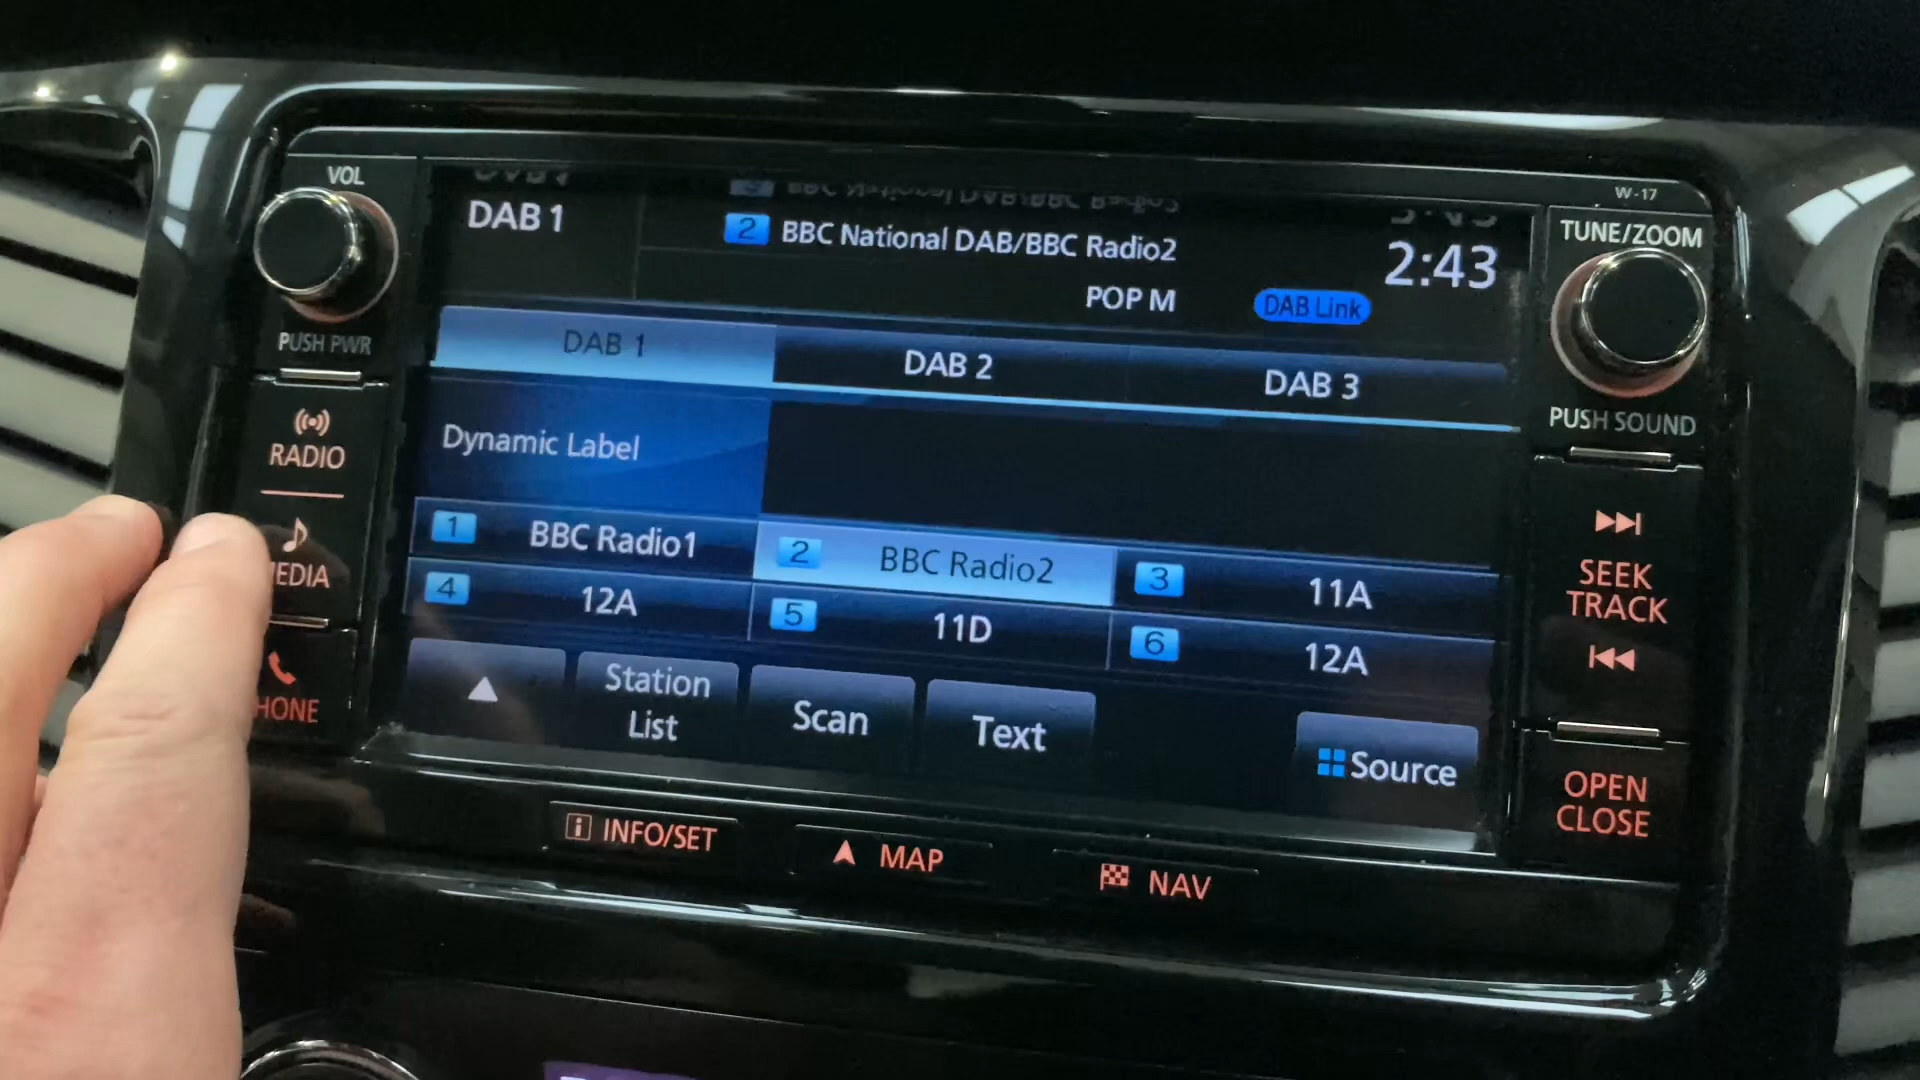 W-17
VOL
DAB 1
2 BBC National DAB/BBC Radio2
2:43
TUNE/ZOOM
POP M
DAB Link
PUSH PWR
DAB 1
DAB 2
DAB 3
PUSH SOUND
RADIO
Dynamic Label
1 BBC Radio1
2 BBC Radio2
3 11A
4 12A
5 11D
6 12A
EDIA
SEEK
TRACK
HONE
Station
List
Scan
Text
Source
OPEN
CLOSE
i INFO/SET
MAP
NAV